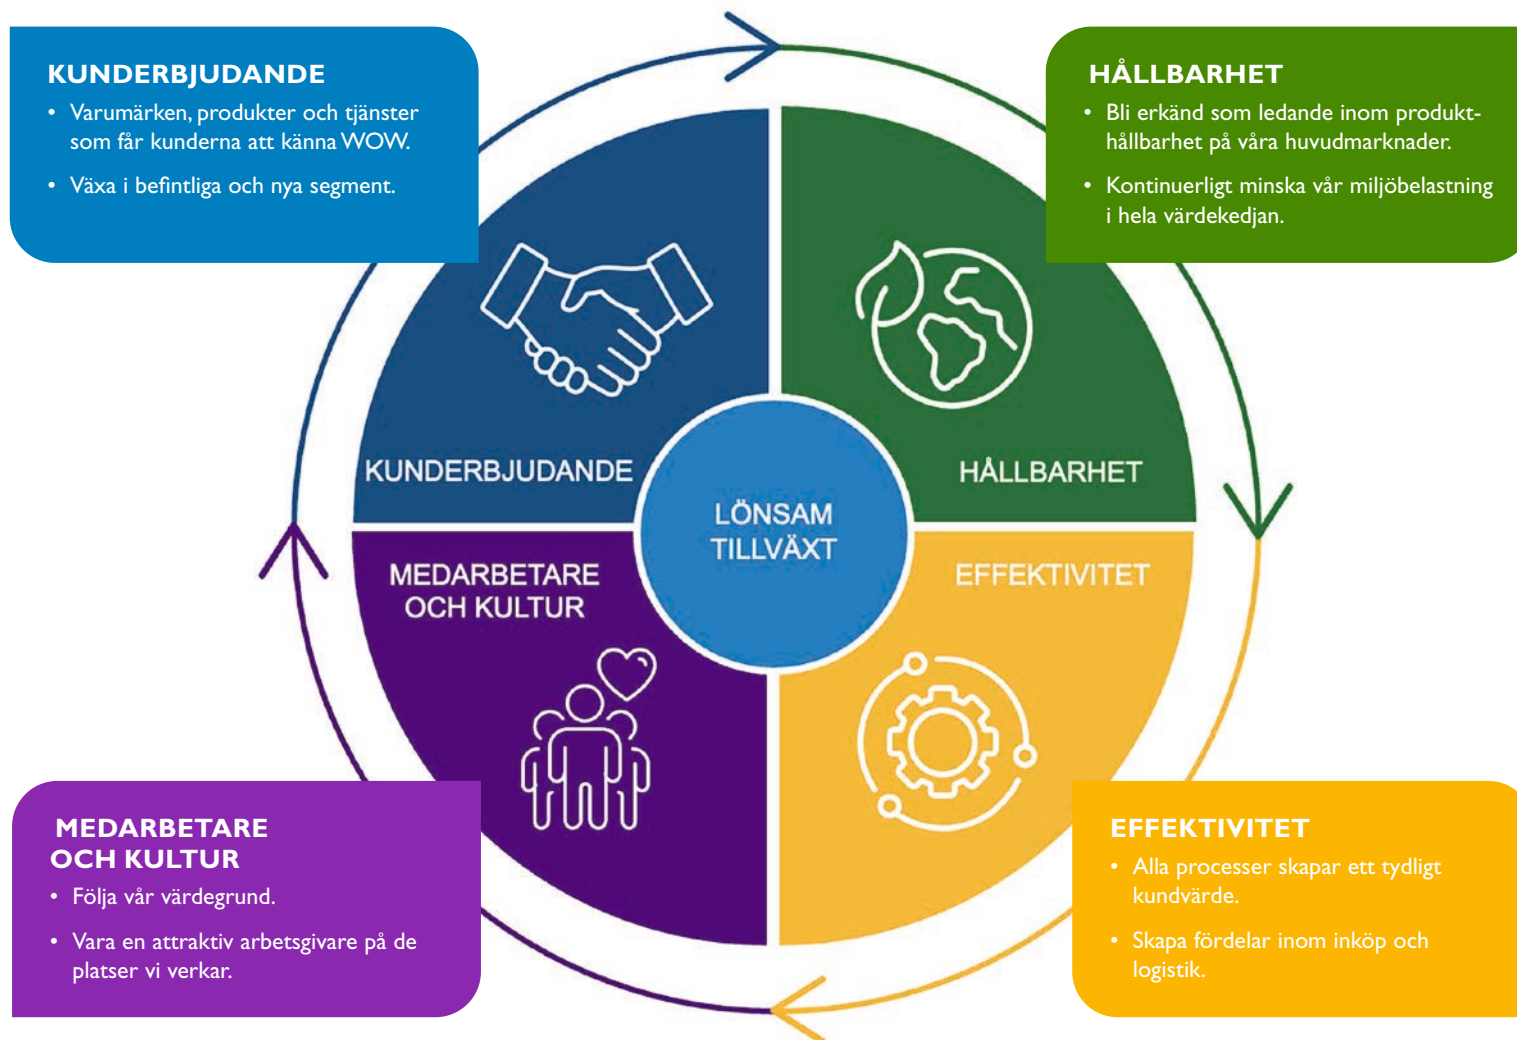 KUNDERBJUDANDE
• Varumärken, produkter och tjänster
som får kunderna att känna WOW.
• Växa i befintliga och nya segment.
HÅLLBARHET
• Bli erkänd som ledande inom produkt-
hållbarhet på våra huvudmarknader.
• Kontinuerligt minska vår miljöbelastning
i hela värdekedjan.
KUNDERBJUDANDE
HÅLLBARHET
LÖNSAM
TILLVÄXT
MEDARBETARE
OCH KULTUR
EFFEKTIVITET
MEDARBETARE
OCH KULTUR
• Följa vår värdegrund.
• Vara en attraktiv arbetsgivare på de
platser vi verkar.
EFFEKTIVITET
• Alla processer skapar ett tydligt
kundvärde.
• Skapa fördelar inom inköp och
logistik.